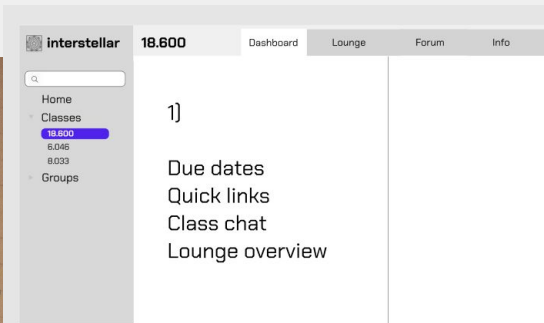 interstellar
18.600
Dashboard
Lounge
Forum
Info
Home
Classes
18.600
6.046
8.033
Groups
1)
Due dates
Quick links
Class chat
Lounge overview